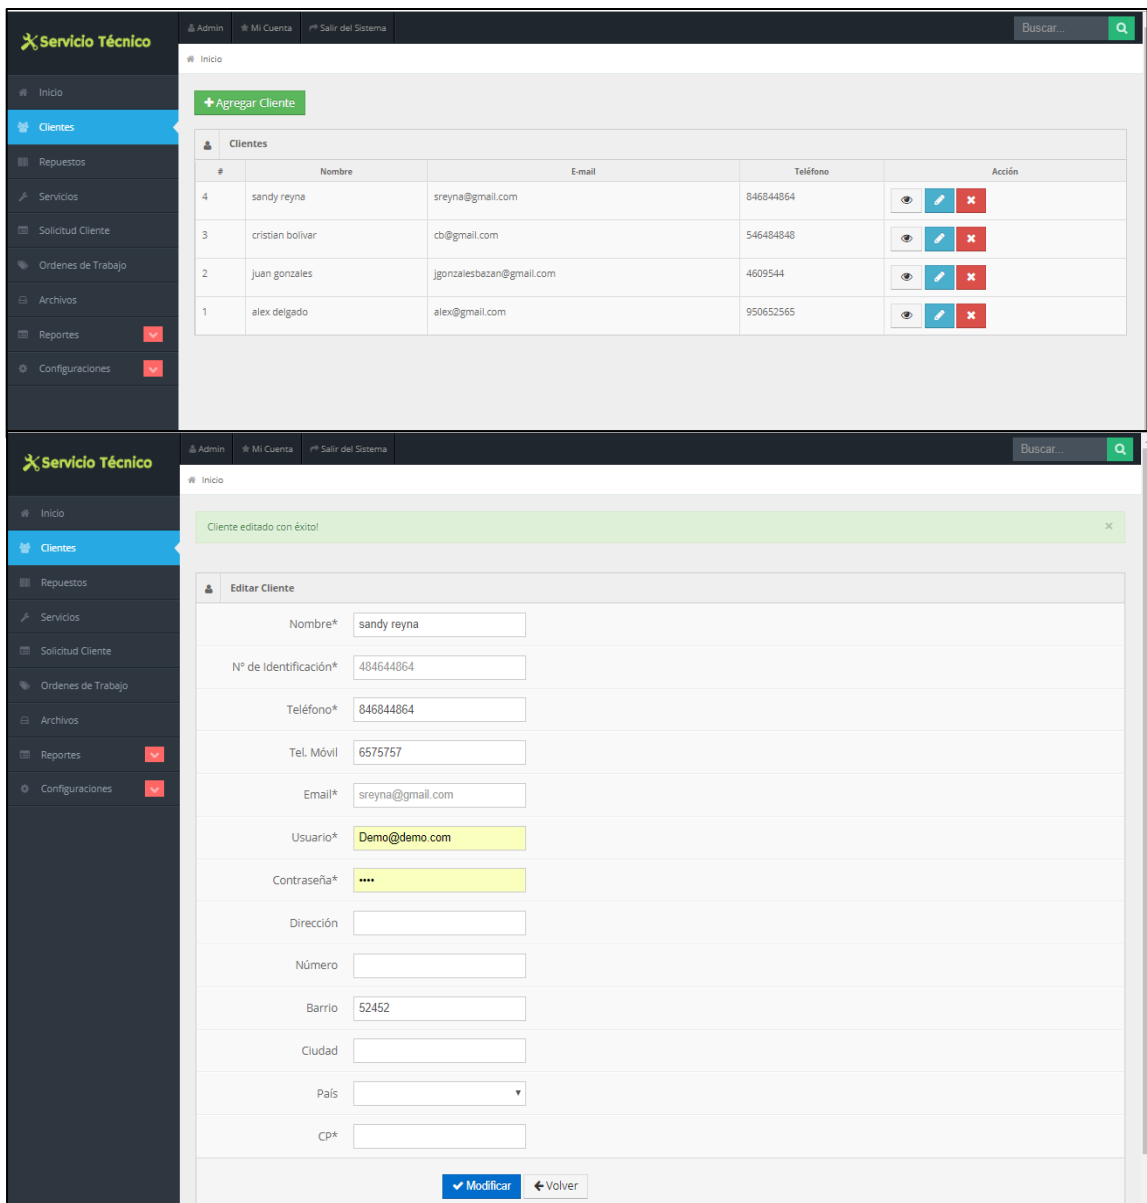 Servicio Técnico
Admin Mi Cuenta Salir del Sistema Buscar...
Inicio
Inicio
Clientes
Repuestos
Servicios
Solicitud Cliente
Ordenes de Trabajo
Archivos
Reportes
Configuraciones
Agregar Cliente
Clientes
# Nombre E-mail Teléfono Acción
4 sandy reyna sreyna@gmail.com 846844864
3 cristian bolivar cb@gmail.com 546484848
2 juan gonzales jgonzalesbazan@gmail.com 4609544
1 alex delgado alex@gmail.com 950652565
Servicio Técnico
Admin Mi Cuenta Salir del Sistema Buscar...
Inicio
Inicio
Clientes
Repuestos
Servicios
Solicitud Cliente
Ordenes de Trabajo
Archivos
Reportes
Configuraciones
Cliente editado con éxito! ×
Editar Cliente
Nombre* sandy reyna
Nº de Identificación* 484644864
Teléfono* 846844864
Tel. Móvil 6575757
Email* sreyna@gmail.com
Usuario* Demo@demo.com
Contraseña* ••••
Dirección
Número
Barrio 52452
Ciudad
País
CP*
Modificar Volver